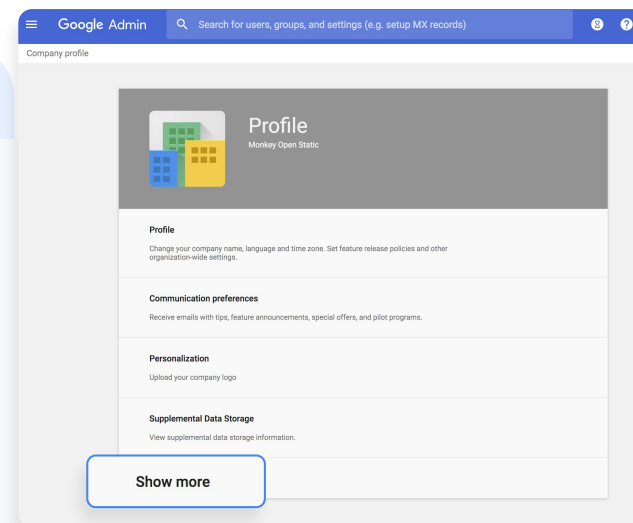 Google Admin
Search for users, groups, and settings (e.g. setup MX records)
8
?
Company profile
Profile
Monkey Open Static
Profile
Change your company name, language and time zone. Set feature release policies and other
organization-wide settings.
Communication preferences
Receive emails with tips, feature announcements, special offers, and pilot programs.
Personalization
Upload your company logo
Supplemental Data Storage
View supplemental data storage information.
Show more